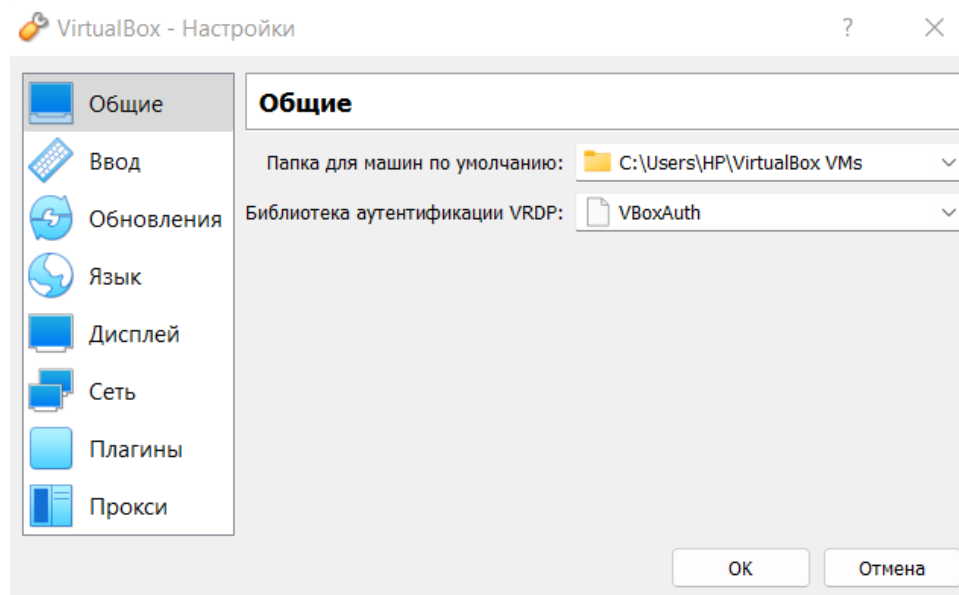 VirtualBox - Настройки
?
Общие
Ввод
Обновления
Язык
Дисплей
Сеть
Плагины
Прокси
Общие
Папка для машин по умолчанию: C:\Users\HP\VirtualBox VMs
Библиотека аутентификации VRDP: VBoxAuth
OK
Отмена